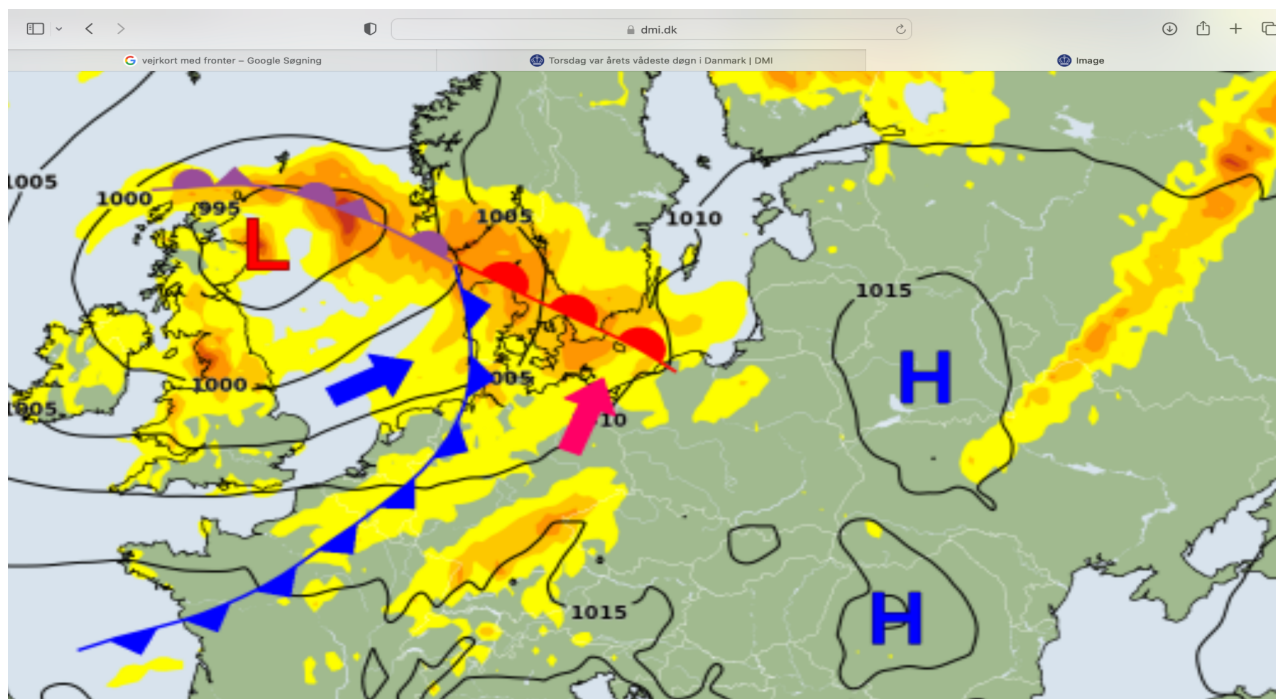 dmi.dk
vejrkort med fronter – Google Søgning
Torsdag var årets vådeste døgn i Danmark | DMI
Image
1005
1000
995
L
1005
1010
1015
H
1000
005
005
10
1015
H